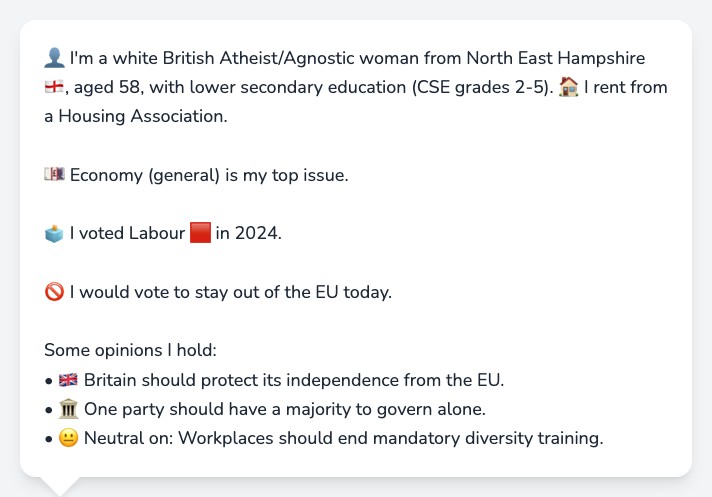 👤 I'm a white British Atheist/Agnostic woman from North East Hampshire
🏴󠁧󠁢󠁥󠁮󠁧󠁿, aged 58, with lower secondary education (CSE grades 2-5). 🏠 I rent from
a Housing Association.
💷 Economy (general) is my top issue.
🗳️ I voted Labour 🟥 in 2024.
🚫 I would vote to stay out of the EU today.
Some opinions I hold:
• 🇬🇧 Britain should protect its independence from the EU.
• 🏛️ One party should have a majority to govern alone.
• 😐 Neutral on: Workplaces should end mandatory diversity training.